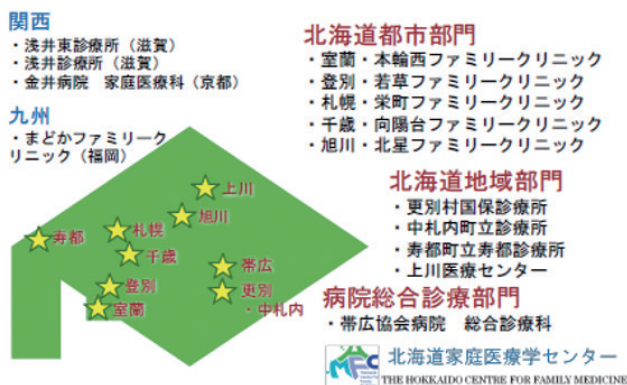 関西
・浅井東診療所（滋賀）
・浅井診療所（滋賀）
・金井病院　家庭医療科（京都）
九州
・まどかファミリーク
リニック（福岡）
北海道都市部門
・室蘭・本輪西ファミリークリニック
・登別・若草ファミリークリニック
・札幌・栄町ファミリークリニック
・千歳・向陽台ファミリークリニック
・旭川・北星ファミリークリニック
北海道地域部門
・更別村国保診療所
・中札内町立診療所
・寿都町立寿都診療所
・上川医療センター
病院総合診療部門
・帯広協会病院　総合診療科
上川
旭川
札幌
寿都
千歳
帯広
登別
更別
・中札内
室蘭
北海道家庭医療学センター
THE HOKKAIDO CENTRE FOR FAMILY MEDICINE